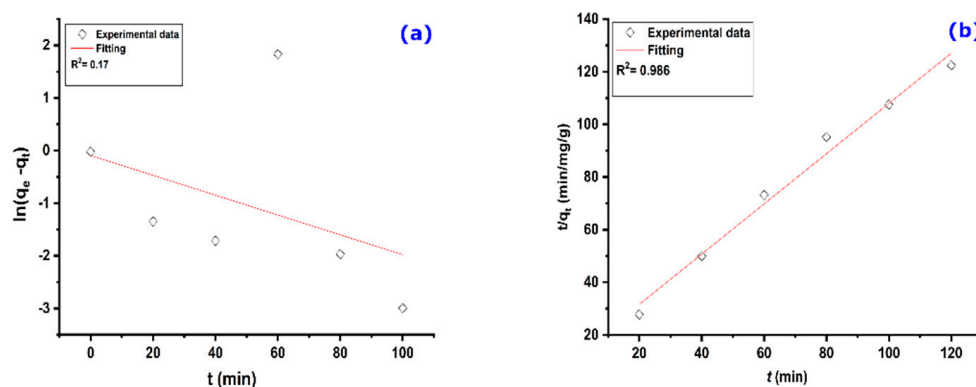 (a)
Experimental data
Fitting
R²= 0.17
2
1
0
-1
-2
-3
ln(qₑ -qₜ)
0 20 40 60 80 100
t (min)
(b)
Experimental data
Fitting
R²= 0.986
140
120
100
80
60
40
20
t/qₜ (min/mg/g)
20 40 60 80 100 120
t (min)